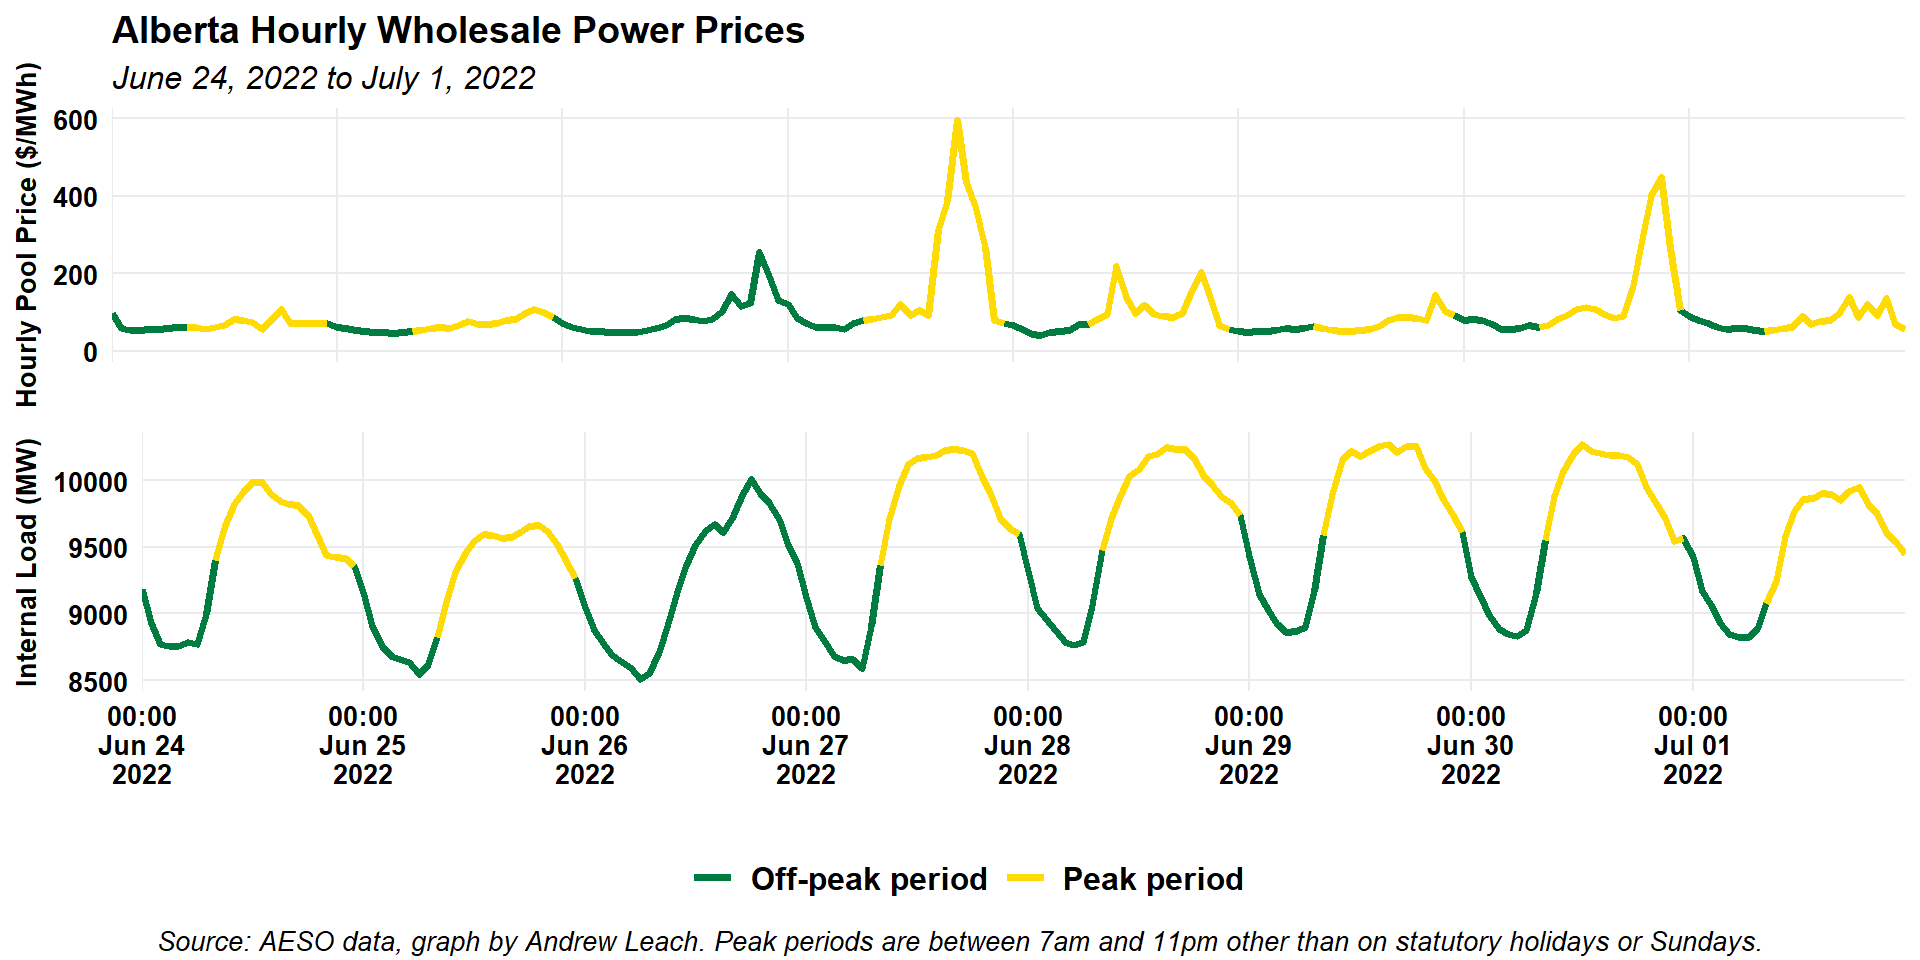 Alberta Hourly Wholesale Power Prices
June 24, 2022 to July 1, 2022
Hourly Pool Price ($/MWh)
600
400
200
0
Internal Load (MW)
10000
9500
9000
8500
00:00 00:00 00:00 00:00 00:00 00:00 00:00 00:00
Jun 24 Jun 25 Jun 26 Jun 27 Jun 28 Jun 29 Jun 30 Jul 01
2022 2022 2022 2022 2022 2022 2022 2022
Off-peak period Peak period
Source: AESO data, graph by Andrew Leach. Peak periods are between 7am and 11pm other than on statutory holidays or Sundays.